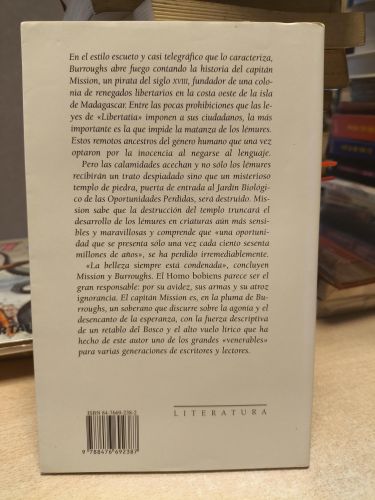 En el estilo escueto y casi telegráfico que lo caracteriza,
Burroughs abre fuego contando la historia del capitán
Mission, un pirata del siglo XVIII, fundador de una colo-
nia de renegados libertarios en la costa oeste de la isla
de Madagascar. Entre las pocas prohibiciones que las le-
yes de «Libertatia» imponen a sus ciudadanos, la más
importante es la que impide la matanza de los lémures.
Estos remotos ancestros del género humano que una vez
optaron por la inocencia al negarse al lenguaje.
Pero las calamidades acechan y no solo los lémures
recibirán un trato despiadado sino que un misterioso
templo de piedra, puerta de entrada al Jardín Biológi-
co de las Oportunidades Perdidas, será destruido. Mis-
sion sabe que la destrucción del templo truncará el
desarrollo de los lémures en criaturas aún más sensi-
bles y maravillosas y comprende que «una oportuni-
dad que se presenta sólo una vez cada ciento sesenta
millones de años», se ha perdido irremediablemente.
«La belleza siempre está condenada», concluyen
Mission y Burroughs. El Homo bobiens parece ser el
gran responsable: por su avidez, sus armas y su atroz
ignorancia. El capitán Mission es, en la pluma de Bu-
rroughs, un soberano que discurre sobre la agonía y el
desencanto de la esperanza, con la fuerza descriptiva
de un retablo del Bosco y el alto vuelo lírico que ha
hecho de este autor uno de los grandes «venerables»
para varias generaciones de escritores y lectores.
ISBN 84-7669-238-2
9 788476 692387
LITERATURA